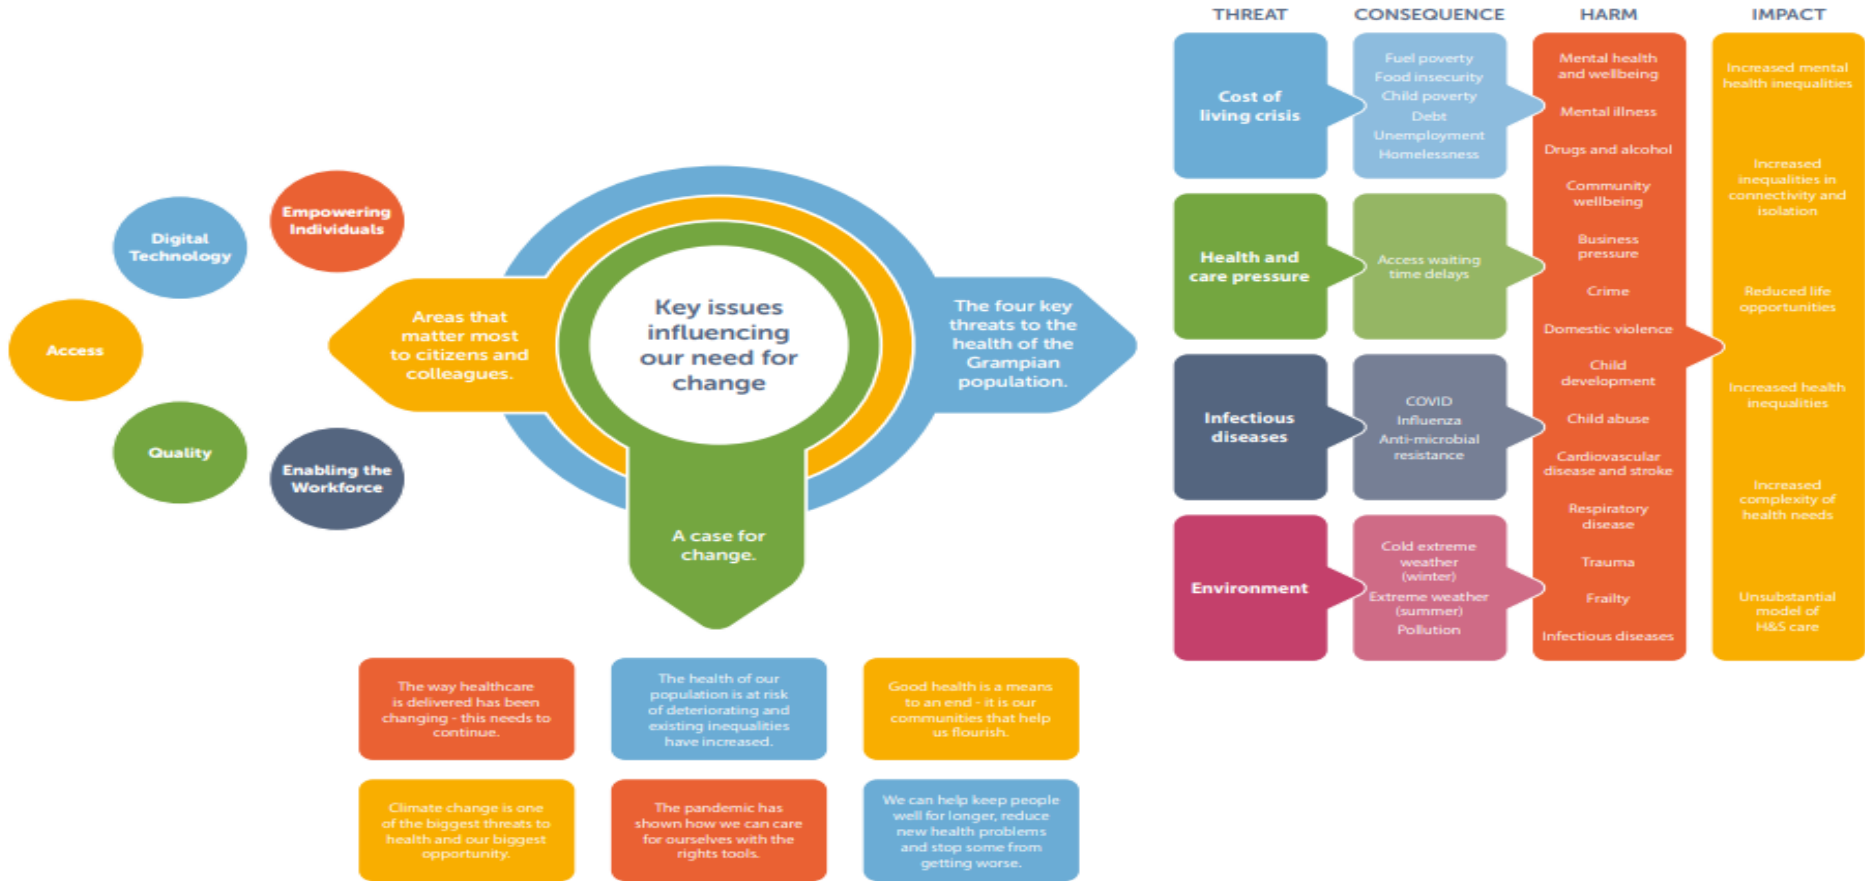 Empowering
Individuals
Digital
Technology
Access
Quality
Enabling the
Workforce
Areas that
matter most
to citizens and
colleagues.
Key issues
influencing
our need for
change
The four key
threats to the
health of the
Grampian
population.
A case for
change.
The way healthcare
is delivered has been
changing - this needs to
continue.
The health of our
population is at risk
of deteriorating and
existing inequalities
have increased.
Good health is a means
to an end - it is our
communities that help
us flourish.
Climate change is one
of the biggest threats to
health and our biggest
opportunity.
The pandemic has
shown how we can care
for ourselves with the
rights tools.
We can help keep people
well for longer, reduce
new health problems
and stop some from
getting worse.
THREAT
Cost of
living crisis
Health and
care pressure
Infectious
diseases
Environment
CONSEQUENCE
Fuel poverty
Food insecurity
Child poverty
Debt
Unemployment
Homelessness
Access waiting
time delays
COVID
Influenza
Anti-microbial
resistance
Cold extreme
weather
(winter)
Extreme weather
(summer)
Pollution
HARM
Mental health
and wellbeing
Mental illness
Drugs and alcohol
Community
wellbeing
Business
pressure
Crime
Domestic violence
Child
development
Child abuse
Cardiovascular
disease and stroke
Respiratory
disease
Trauma
Frailty
Infectious diseases
IMPACT
Increased mental
health inequalities
Increased
inequalities in
connectivity and
isolation
Reduced life
opportunities
Increased health
inequalities
Increased
complexity of
health needs
Unsubstantial
model of
H&S care